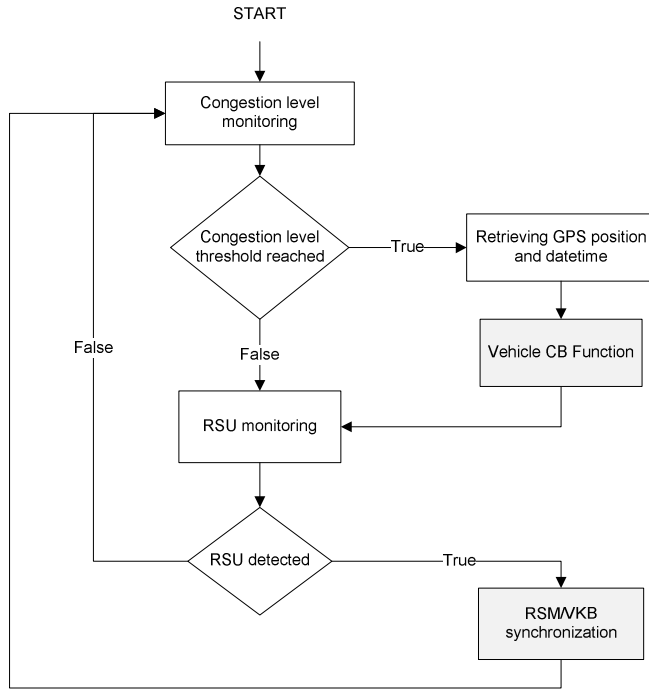 START
Congestion level
monitoring
Congestion level
threshold reached
True
Retrieving GPS position
and datetime
False
Vehicle CB Function
False
RSU monitoring
RSU detected
True
RSM/VKB
synchronization